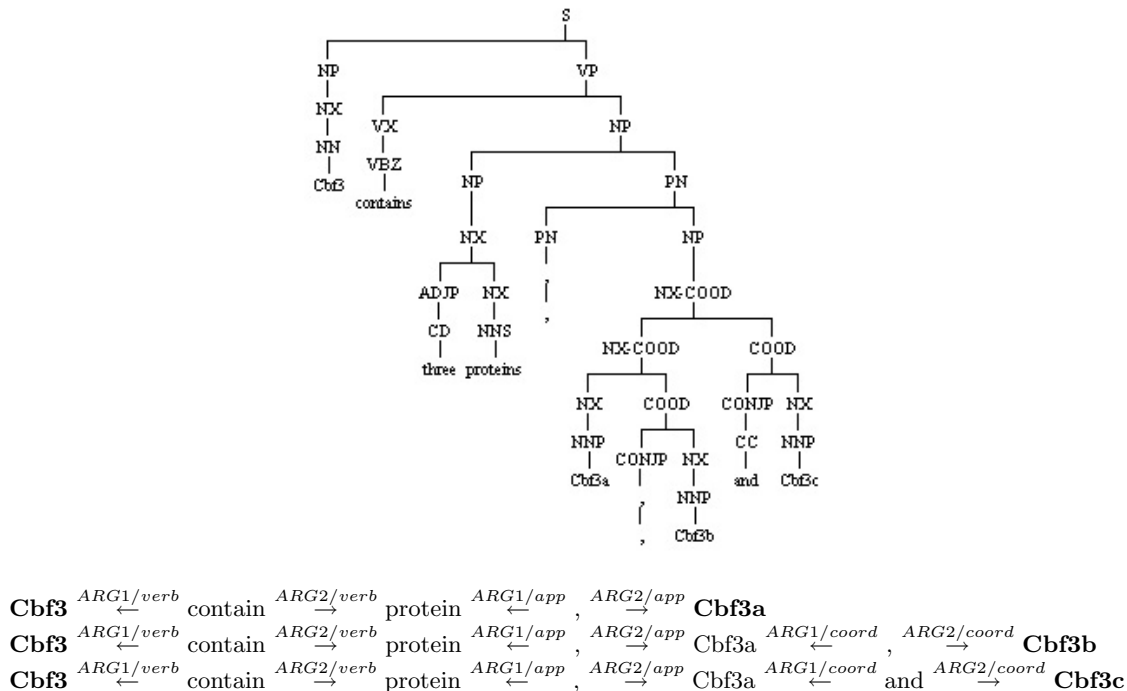 S
NP VP
NX VX NP
NN VBZ NP PN
Cbf3 contains
NX PN NP
ADJP NX , NX-COOD
CD NNS ,
three proteins NX-COOD COOD
NX COOD CONJP NX
NNP CONJP NX CC NNP
Cbf3a , NNP and Cbf3c
, Cbf3b
Cbf3 ARG1/verb ← contain ARG2/verb → protein ARG1/app ← , ARG2/app → Cbf3a
Cbf3 ARG1/verb ← contain ARG2/verb → protein ARG1/app ← , ARG2/app → Cbf3a ARG1/coord ← , ARG2/coord → Cbf3b
Cbf3 ARG1/verb ← contain ARG2/verb → protein ARG1/app ← , ARG2/app → Cbf3a ARG1/coord ← and ARG2/coord → Cbf3c